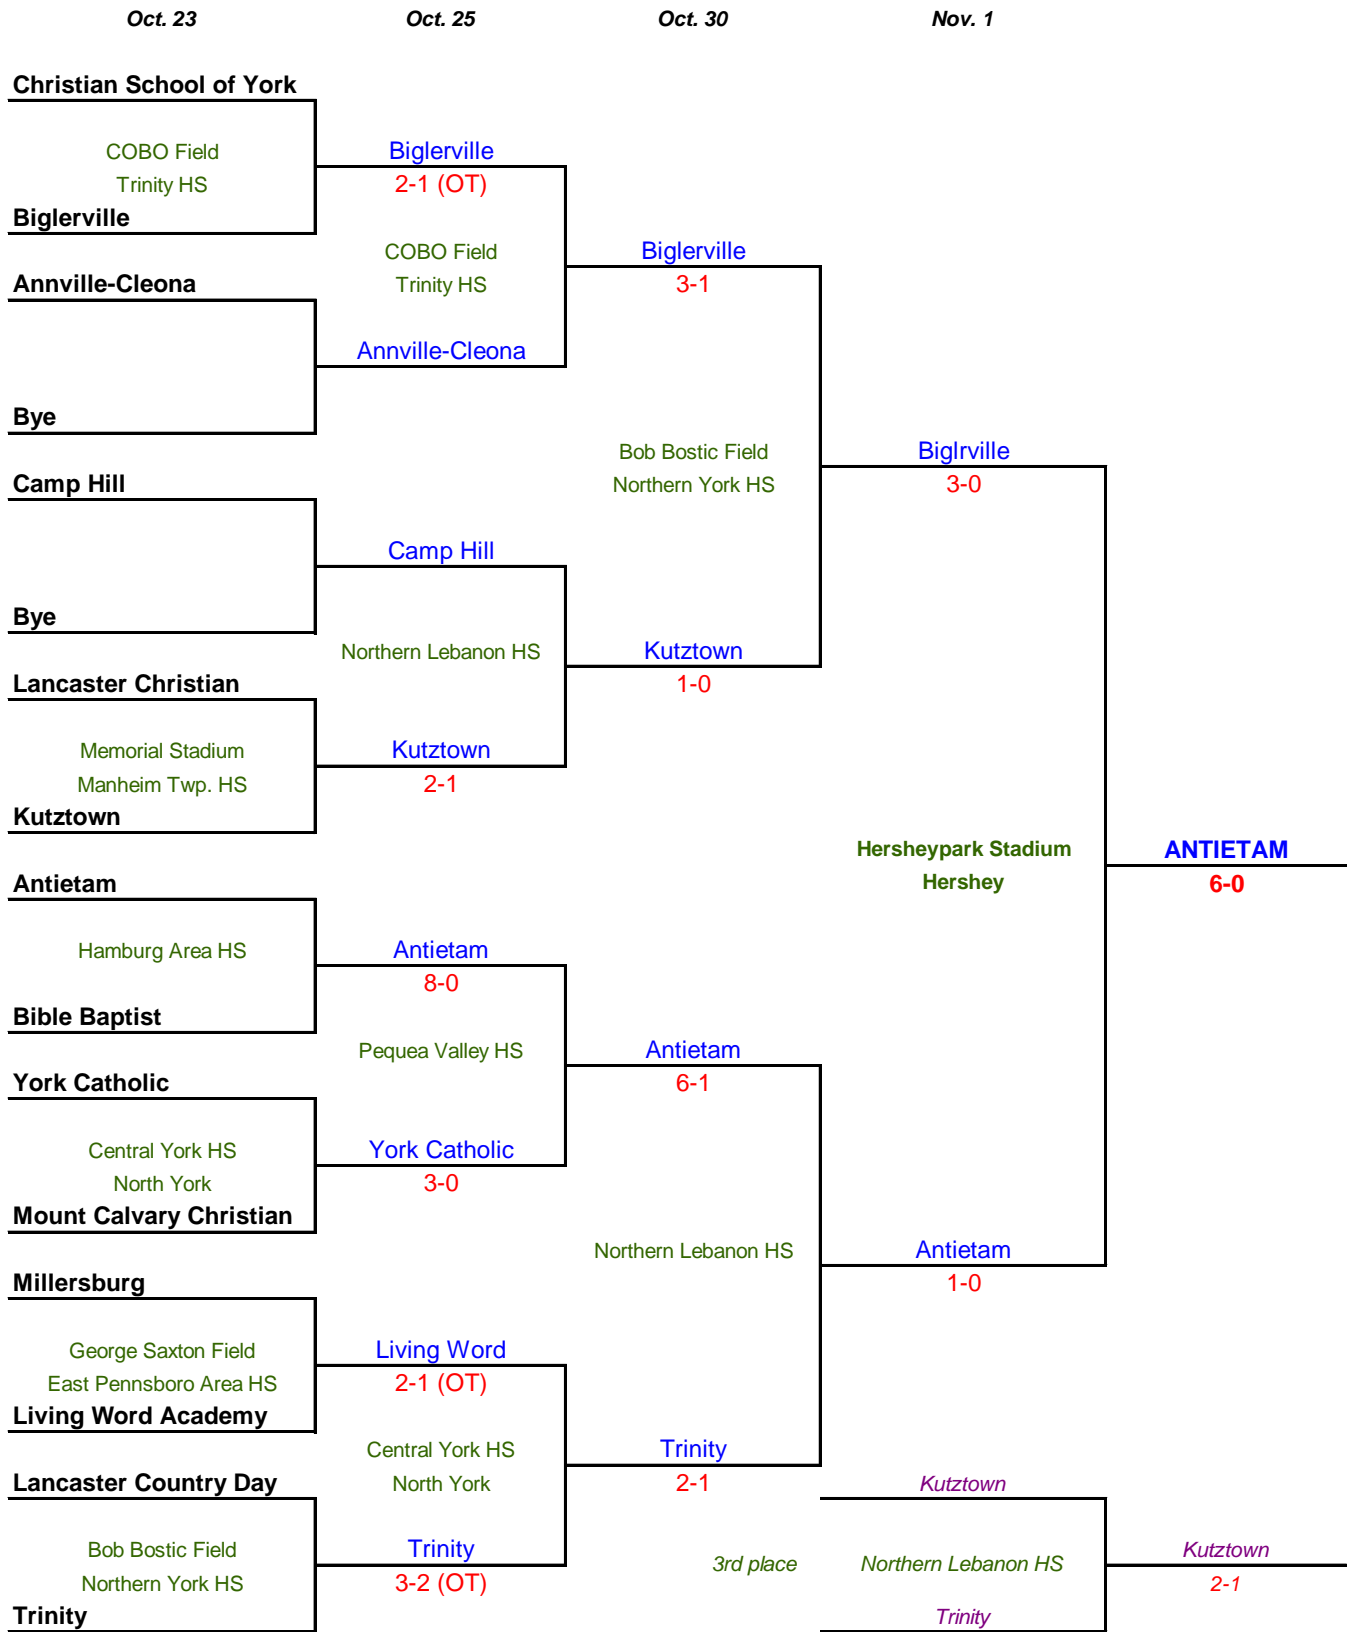 Oct. 23 Oct. 25 Oct. 30 Nov. 1
Christian School of York
COBO Field Biglerville
Trinity HS 2-1 (OT)
Biglerville
COBO Field Biglerville
Annville-Cleona Trinity HS 3-1
Annville-Cleona
Bye
Bob Bostic Field Biglrville
Camp Hill Northern York HS 3-0
Camp Hill
Bye
Northern Lebanon HS Kutztown
Lancaster Christian 1-0
Memorial Stadium Kutztown
Manheim Twp. HS 2-1
Kutztown
Hersheypark Stadium ANTIETAM
Antietam Hershey 6-0
Hamburg Area HS Antietam
8-0
Bible Baptist
Pequea Valley HS Antietam
York Catholic 6-1
Central York HS York Catholic
North York 3-0
Mount Calvary Christian
Northern Lebanon HS Antietam
Millersburg 1-0
George Saxton Field Living Word
East Pennsboro Area HS 2-1 (OT)
Living Word Academy
Central York HS Trinity
Lancaster Country Day North York 2-1 Kutztown
Bob Bostic Field Trinity 3rd place Northern Lebanon HS Kutztown
Northern York HS 3-2 (OT) 2-1
Trinity Trinity